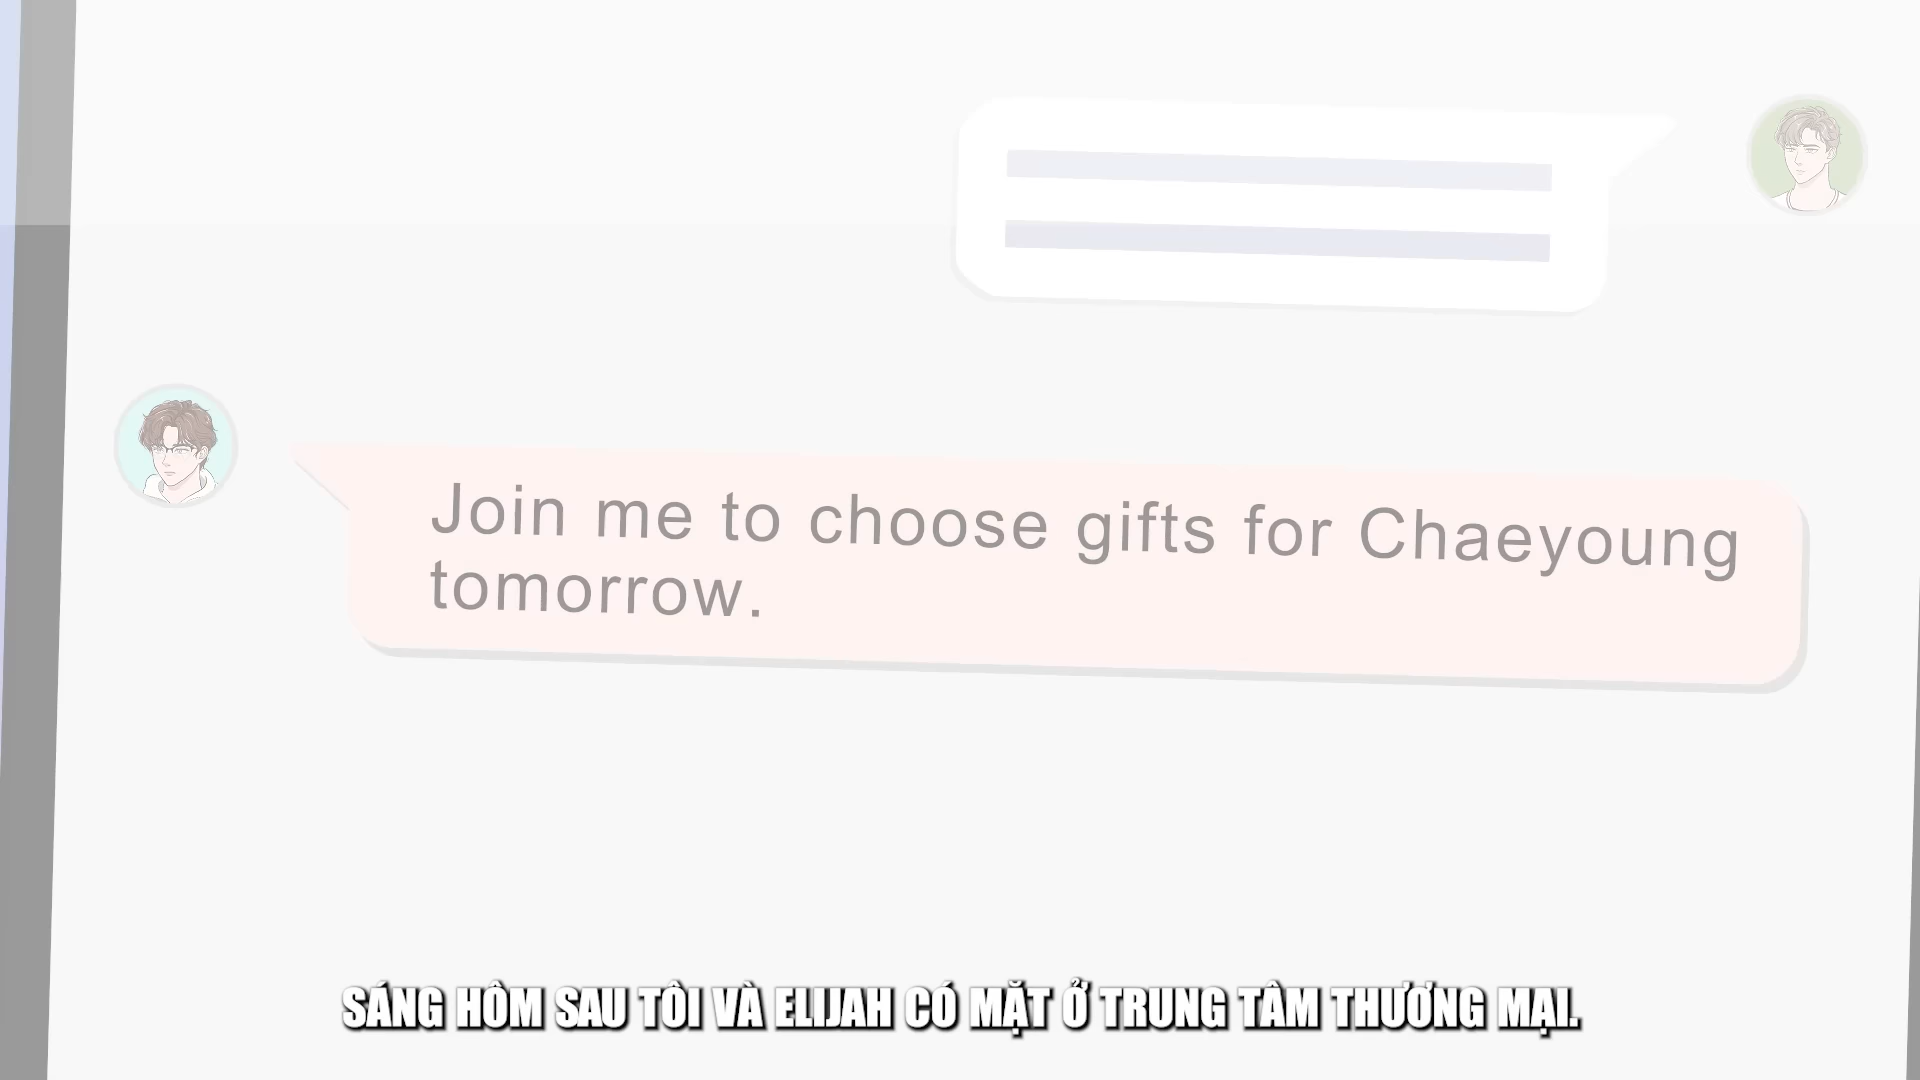 Join me to choose gifts for Chaeyoung
tomorrow.
SÁNG HÔM SAU TÔI VÀ ELIJAH CÓ MẶT Ở TRUNG TÂM THƯƠNG MẠI.